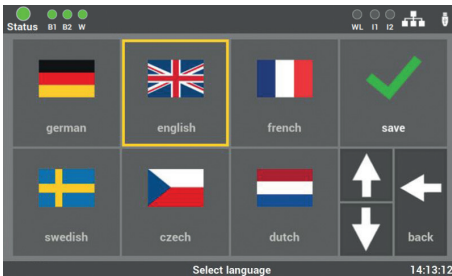 Status B1 B2 W WL I1 I2
german english french save
swedish czech dutch back
Select language 14:13:12